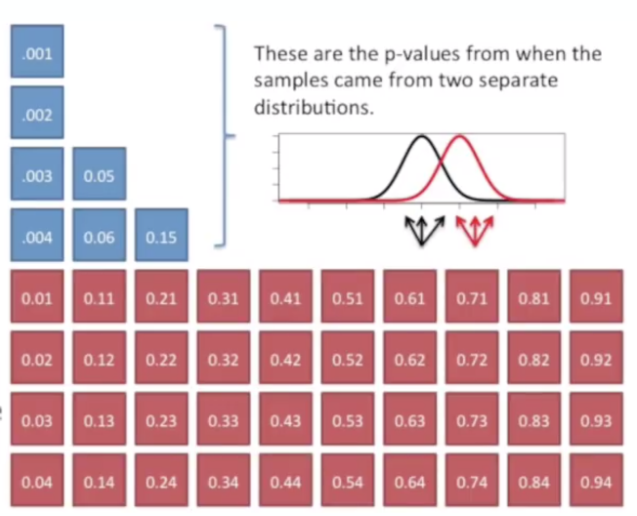 .001
These are the p-values from when the
samples came from two separate
distributions.
.002
.003 0.05
.004 0.06 0.15
0.01 0.11 0.21 0.31 0.41 0.51 0.61 0.71 0.81 0.91
0.02 0.12 0.22 0.32 0.42 0.52 0.62 0.72 0.82 0.92
0.03 0.13 0.23 0.33 0.43 0.53 0.63 0.73 0.83 0.93
0.04 0.14 0.24 0.34 0.44 0.54 0.64 0.74 0.84 0.94